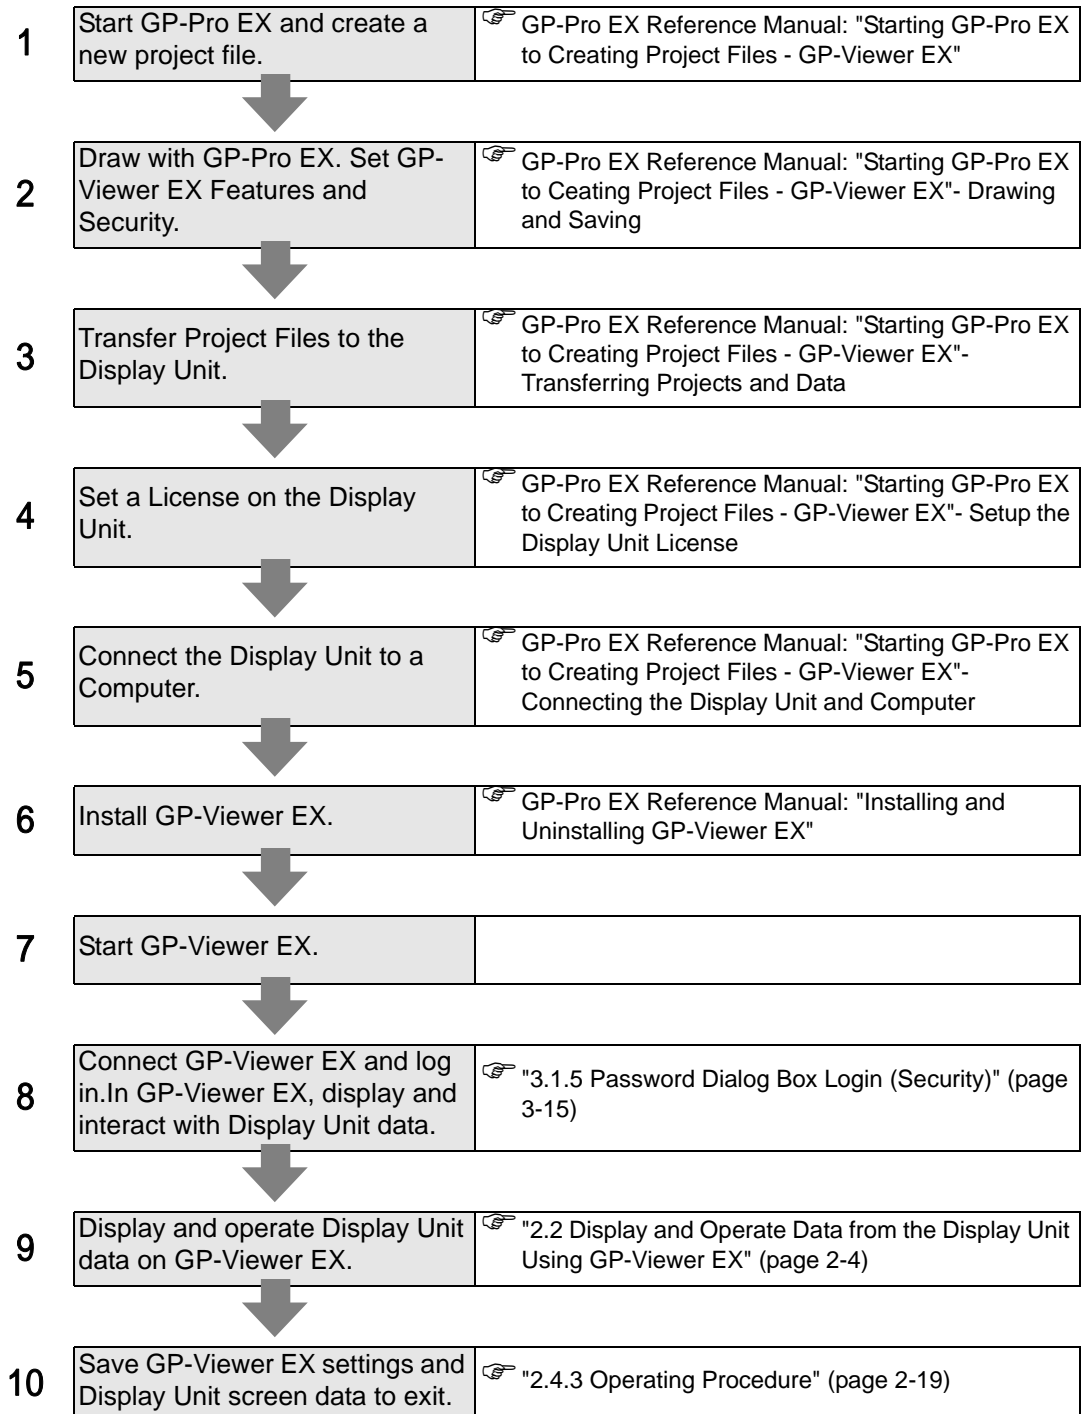 1
Start GP-Pro EX and create a
new project file.
GP-Pro EX Reference Manual: "Starting GP-Pro EX
to Creating Project Files - GP-Viewer EX"
2
Draw with GP-Pro EX. Set GP-
Viewer EX Features and
Security.
GP-Pro EX Reference Manual: "Starting GP-Pro EX
to Ceating Project Files - GP-Viewer EX"- Drawing
and Saving
3
Transfer Project Files to the
Display Unit.
GP-Pro EX Reference Manual: "Starting GP-Pro EX
to Creating Project Files - GP-Viewer EX"-
Transferring Projects and Data
4
Set a License on the Display
Unit.
GP-Pro EX Reference Manual: "Starting GP-Pro EX
to Creating Project Files - GP-Viewer EX"- Setup the
Display Unit License
5
Connect the Display Unit to a
Computer.
GP-Pro EX Reference Manual: "Starting GP-Pro EX
to Creating Project Files - GP-Viewer EX"-
Connecting the Display Unit and Computer
6
Install GP-Viewer EX.
GP-Pro EX Reference Manual: "Installing and
Uninstalling GP-Viewer EX"
7
Start GP-Viewer EX.
8
Connect GP-Viewer EX and log
in.In GP-Viewer EX, display and
interact with Display Unit data.
"3.1.5 Password Dialog Box Login (Security)" (page
3-15)
9
Display and operate Display Unit
data on GP-Viewer EX.
"2.2 Display and Operate Data from the Display Unit
Using GP-Viewer EX" (page 2-4)
10
Save GP-Viewer EX settings and
Display Unit screen data to exit.
"2.4.3 Operating Procedure" (page 2-19)